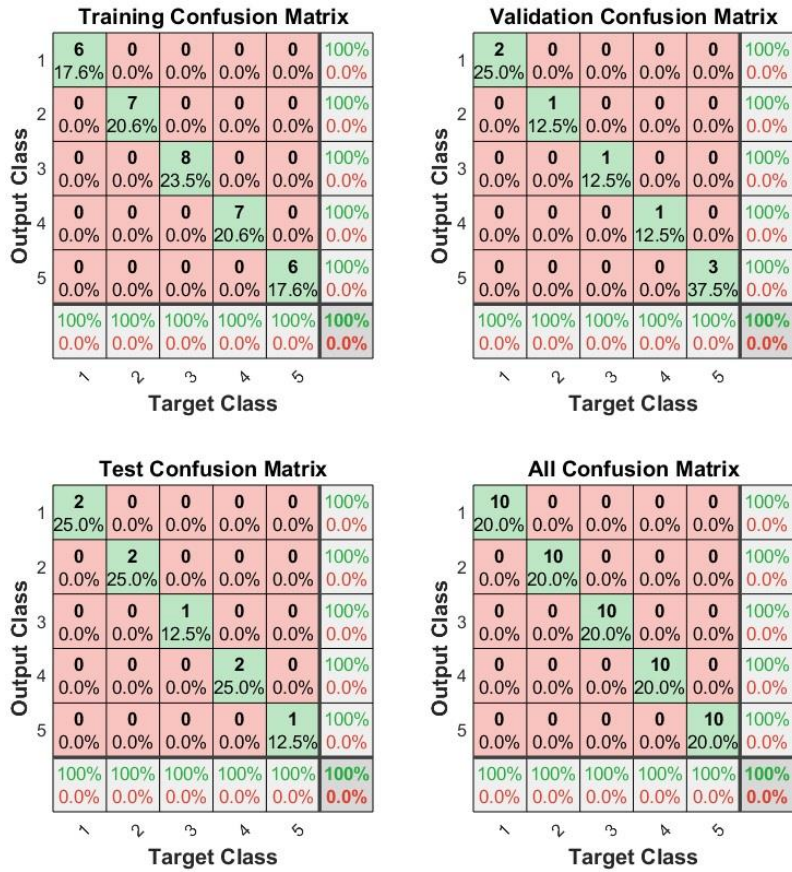 Training Confusion Matrix
6 0 0 0 0 100%
1
17.6% 0.0% 0.0% 0.0% 0.0% 0.0%
0 7 0 0 0 100%
2
0.0% 20.6% 0.0% 0.0% 0.0% 0.0%
0 0 8 0 0 100%
3
0.0% 0.0% 23.5% 0.0% 0.0% 0.0%
0 0 0 7 0 100%
4
0.0% 0.0% 0.0% 20.6% 0.0% 0.0%
0 0 0 0 6 100%
5
0.0% 0.0% 0.0% 0.0% 17.6% 0.0%
100% 100% 100% 100% 100% 100%
0.0% 0.0% 0.0% 0.0% 0.0% 0.0%
Output Class
1 2 3 4 5
Target Class
Validation Confusion Matrix
2 0 0 0 0 100%
1
25.0% 0.0% 0.0% 0.0% 0.0% 0.0%
0 1 0 0 0 100%
2
0.0% 12.5% 0.0% 0.0% 0.0% 0.0%
0 0 1 0 0 100%
3
0.0% 0.0% 12.5% 0.0% 0.0% 0.0%
0 0 0 1 0 100%
4
0.0% 0.0% 0.0% 12.5% 0.0% 0.0%
0 0 0 0 3 100%
5
0.0% 0.0% 0.0% 0.0% 37.5% 0.0%
100% 100% 100% 100% 100% 100%
0.0% 0.0% 0.0% 0.0% 0.0% 0.0%
Output Class
1 2 3 4 5
Target Class
Test Confusion Matrix
2 0 0 0 0 100%
1
25.0% 0.0% 0.0% 0.0% 0.0% 0.0%
0 2 0 0 0 100%
2
0.0% 25.0% 0.0% 0.0% 0.0% 0.0%
0 0 1 0 0 100%
3
0.0% 0.0% 12.5% 0.0% 0.0% 0.0%
0 0 0 2 0 100%
4
0.0% 0.0% 0.0% 25.0% 0.0% 0.0%
0 0 0 0 1 100%
5
0.0% 0.0% 0.0% 0.0% 12.5% 0.0%
100% 100% 100% 100% 100% 100%
0.0% 0.0% 0.0% 0.0% 0.0% 0.0%
Output Class
1 2 3 4 5
Target Class
All Confusion Matrix
10 0 0 0 0 100%
1
20.0% 0.0% 0.0% 0.0% 0.0% 0.0%
0 10 0 0 0 100%
2
0.0% 20.0% 0.0% 0.0% 0.0% 0.0%
0 0 10 0 0 100%
3
0.0% 0.0% 20.0% 0.0% 0.0% 0.0%
0 0 0 10 0 100%
4
0.0% 0.0% 0.0% 20.0% 0.0% 0.0%
0 0 0 0 10 100%
5
0.0% 0.0% 0.0% 0.0% 20.0% 0.0%
100% 100% 100% 100% 100% 100%
0.0% 0.0% 0.0% 0.0% 0.0% 0.0%
Output Class
1 2 3 4 5
Target Class